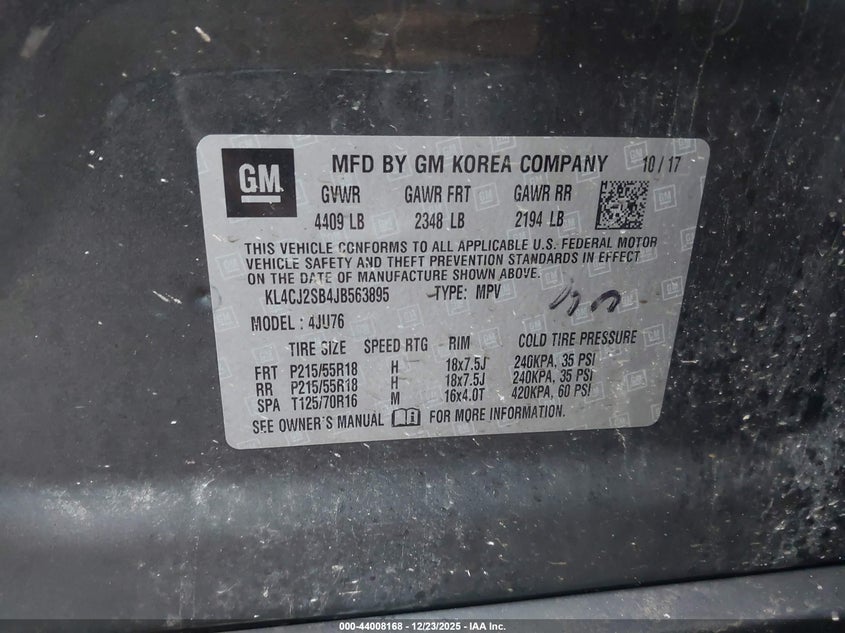 GM
MFD BY GM KOREA COMPANY 10/17
GVWR GAWR FRT GAWR RR
4409 LB 2348 LB 2194 LB
THIS VEHICLE CONFORMS TO ALL APPLICABLE U.S. FEDERAL MOTOR
VEHICLE SAFETY AND THEFT PREVENTION STANDARDS IN EFFECT
ON THE DATE OF MANUFACTURE SHOWN ABOVE.
KL4CJ2SB4JB563895 TYPE: MPV
MODEL : 4JU76
TIRE SIZE SPEED RTG RIM COLD TIRE PRESSURE
FRT P215/55R18 H 18x7.5J 240KPA, 35 PSI
RR P215/55R18 H 18x7.5J 240KPA, 35 PSI
SPA T125/70R16 M 16x4.0T 420KPA, 60 PSI
SEE OWNER'S MANUAL FOR MORE INFORMATION.
000-44008168 - 12/23/2025 - IAA Inc.